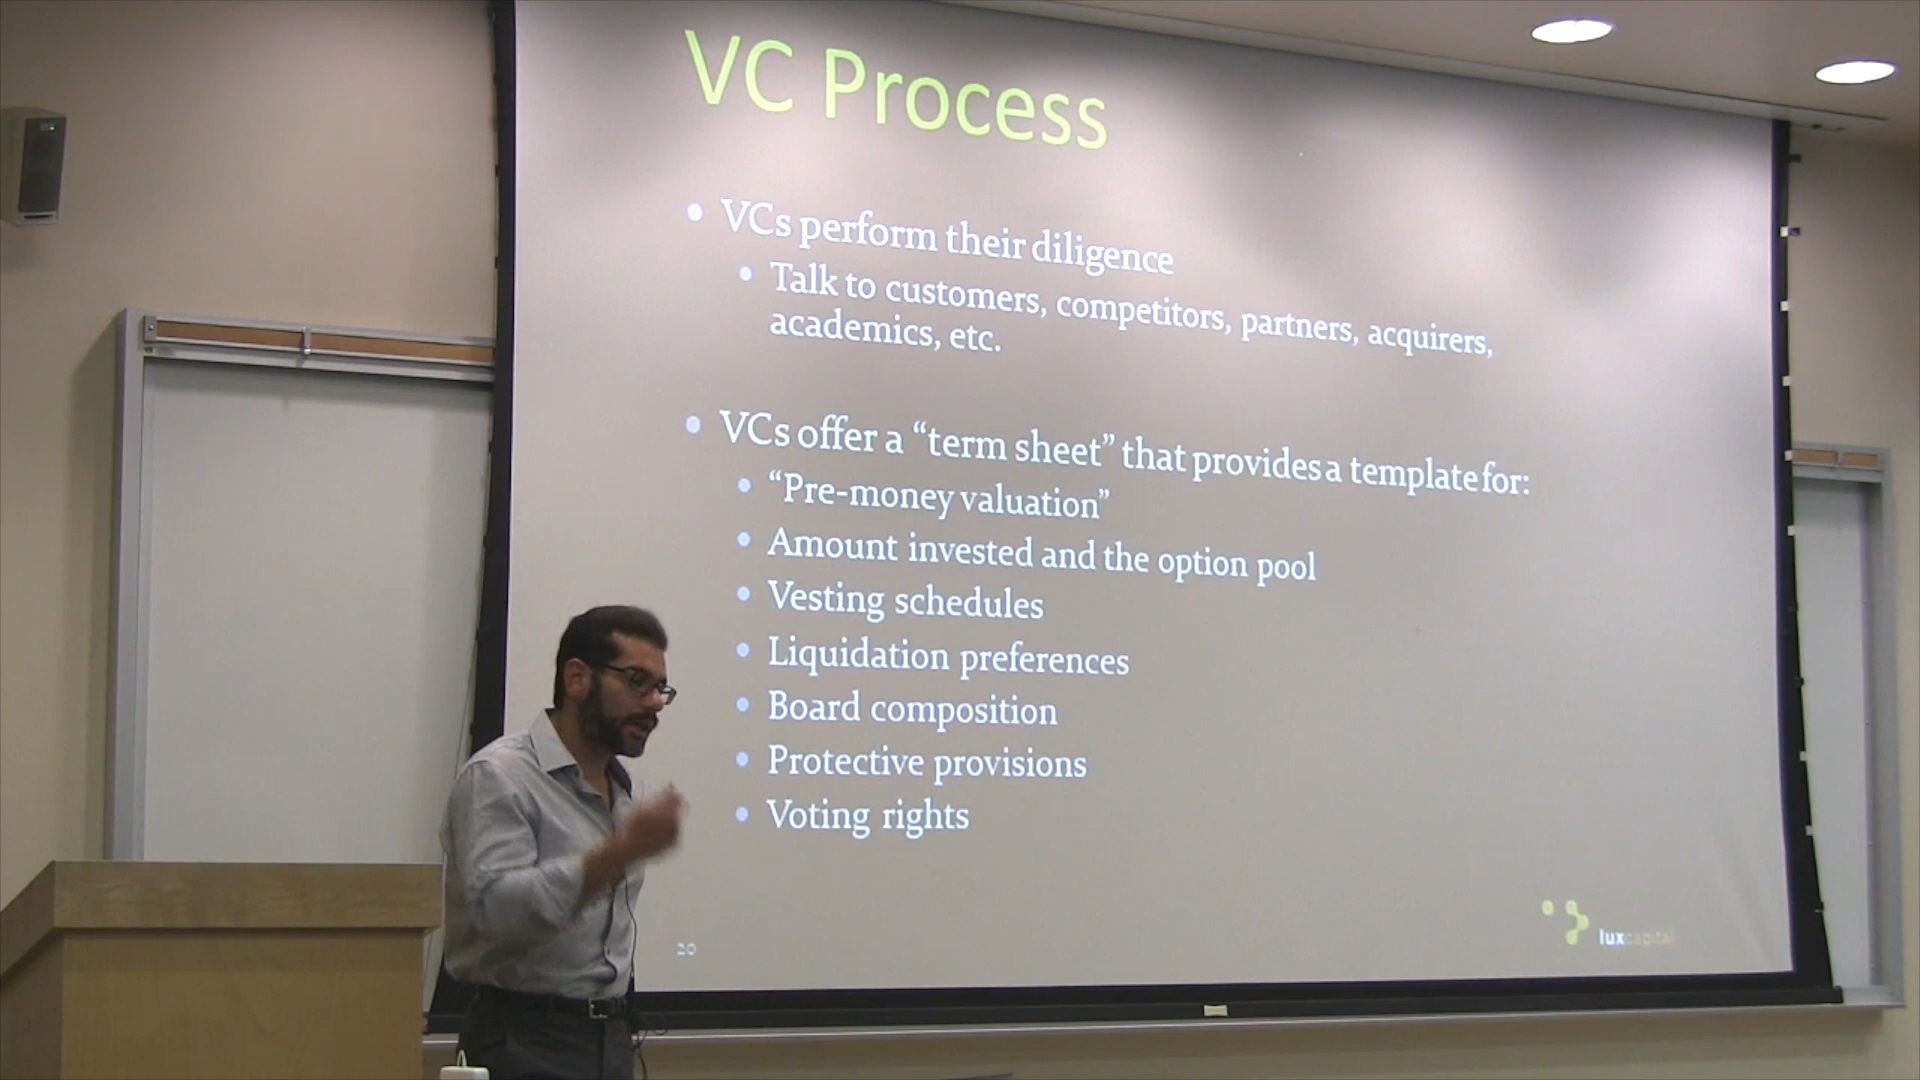 VC Process
• VCs perform their diligence
• Talk to customers, competitors, partners, acquirers,
academics, etc.
• VCs offer a “term sheet” that provides a template for:
• “Pre-money valuation”
• Amount invested and the option pool
• Vesting schedules
• Liquidation preferences
• Board composition
• Protective provisions
• Voting rights
20
luxcapital